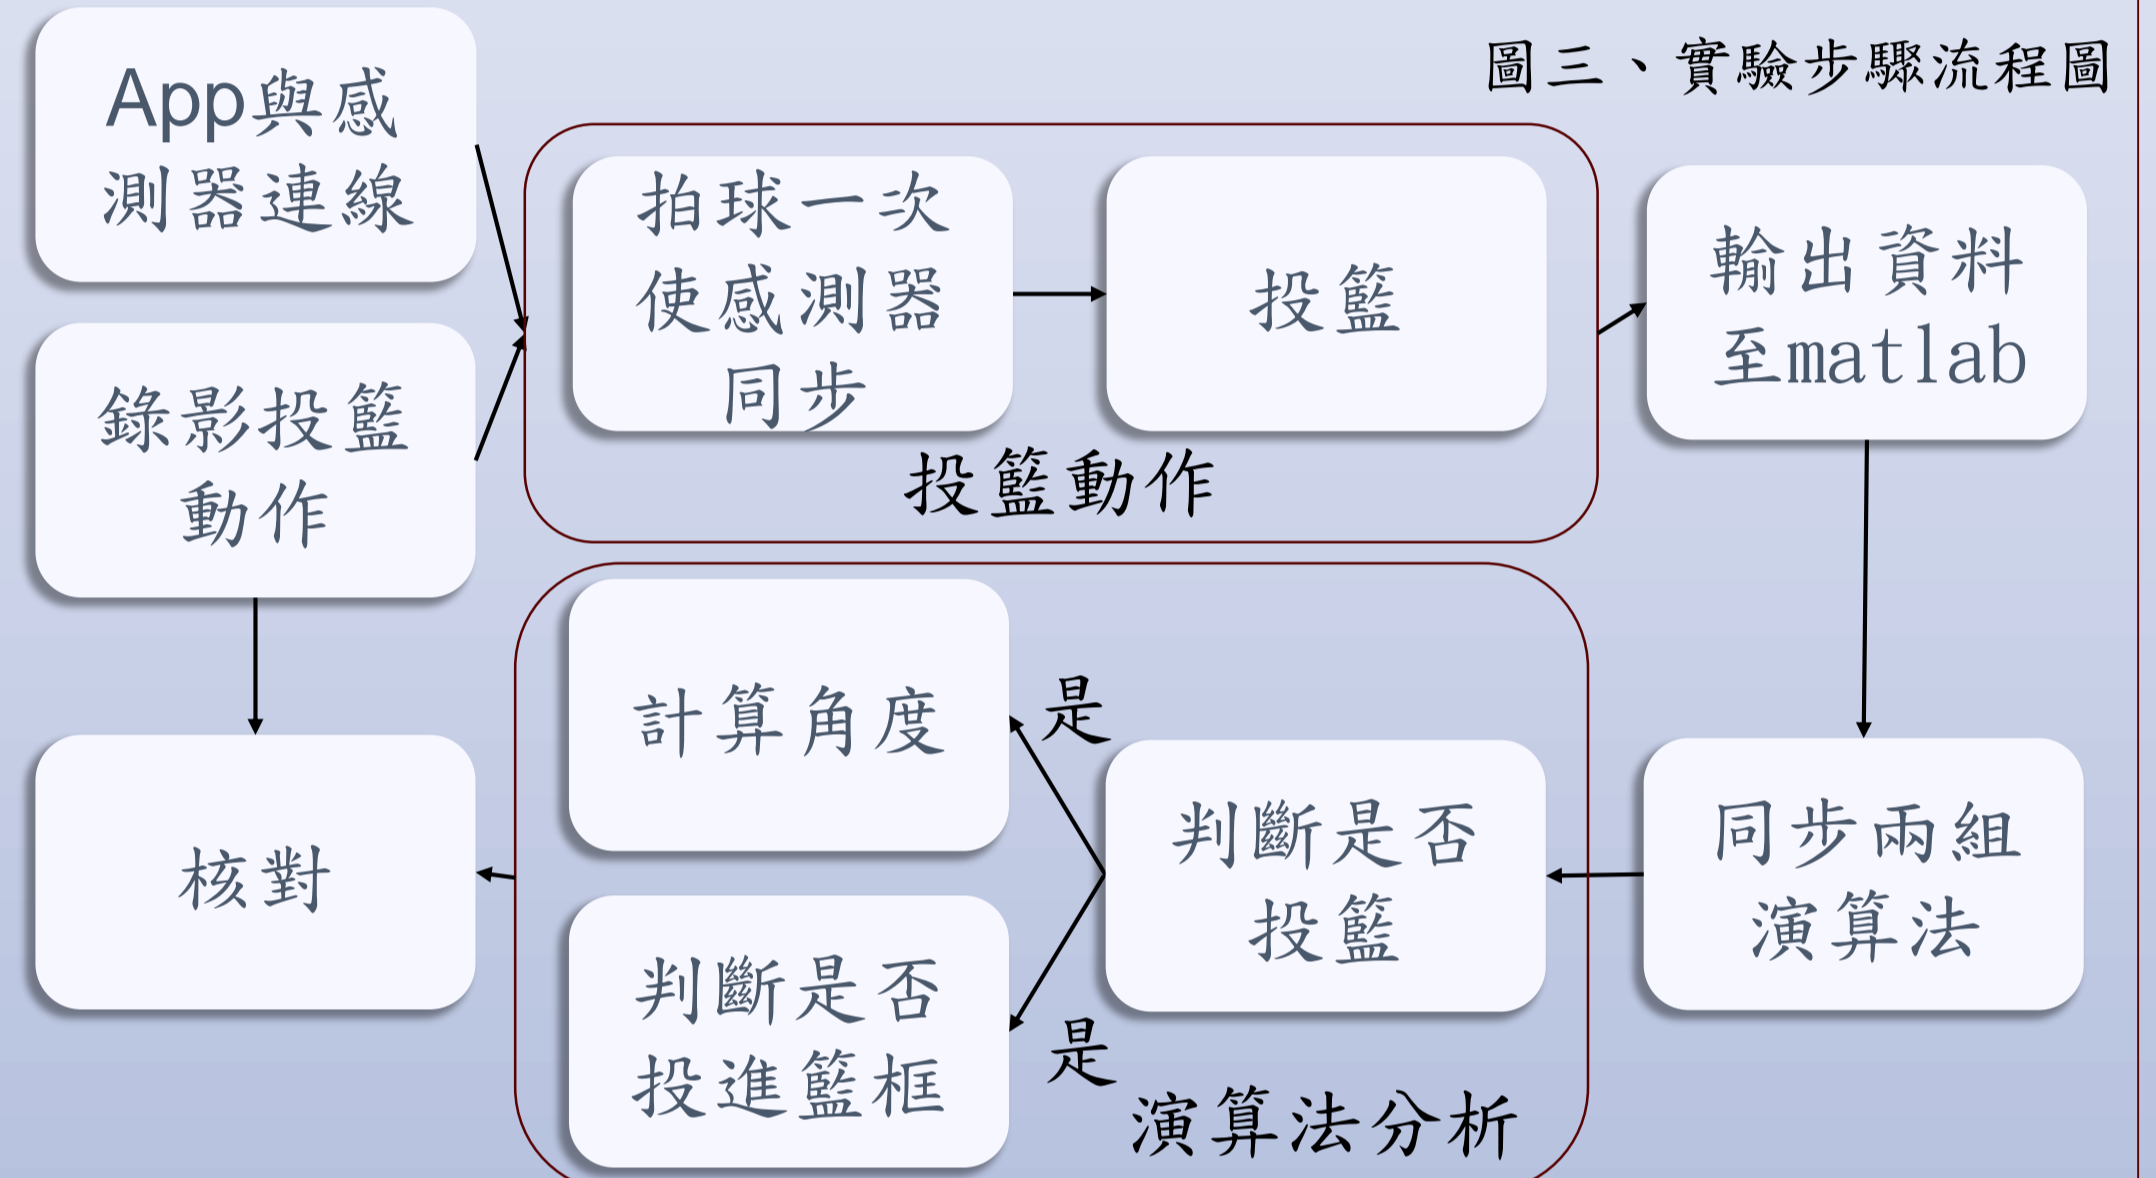 圖三、實驗步驟流程圖
App與感
測器連線
錄影投籃
動作
拍球一次
使感測器
同步
投籃
投籃動作
輸出資料
至matlab
同步兩組
演算法
判斷是否
投籃
是
計算角度
是
判斷是否
投進籃框
演算法分析
核對